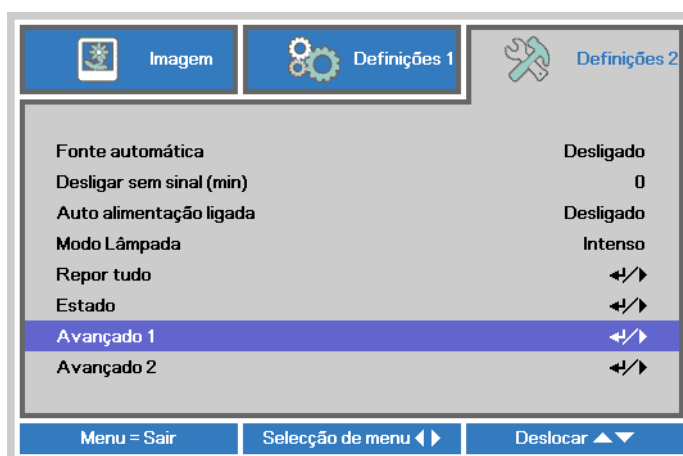 Imagem Definições 1 Definições 2
Fonte automática Desligado
Desligar sem sinal (min) 0
Auto alimentação ligada Desligado
Modo Lâmpada Intenso
Repor tudo ↵/▶
Estado ↵/▶
Avançado 1 ↵/▶
Avançado 2 ↵/▶
Menu = Sair Selecção de menu ◀ ▶ Deslocar ▲ ▼